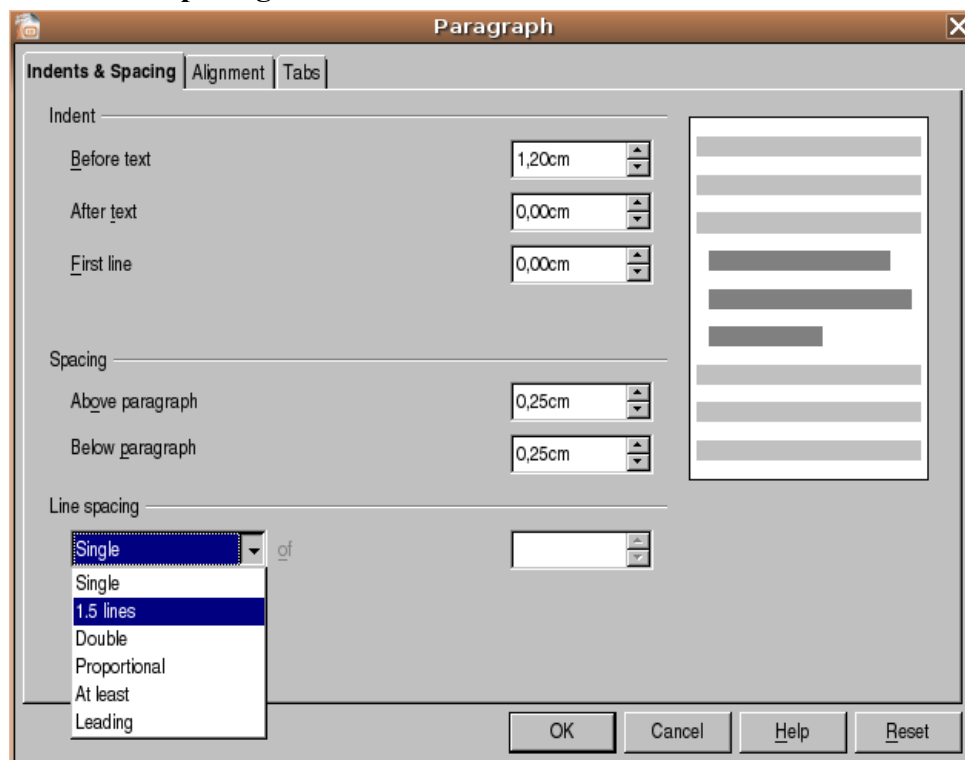 Paragraph
Indents & Spacing Alignment Tabs
Indent
Before text 1,20cm
After text 0,00cm
First line 0,00cm
Spacing
Above paragraph 0,25cm
Below paragraph 0,25cm
Line spacing
Single of
Single
1.5 lines
Double
Proportional
At least
Leading
OK Cancel Help Reset